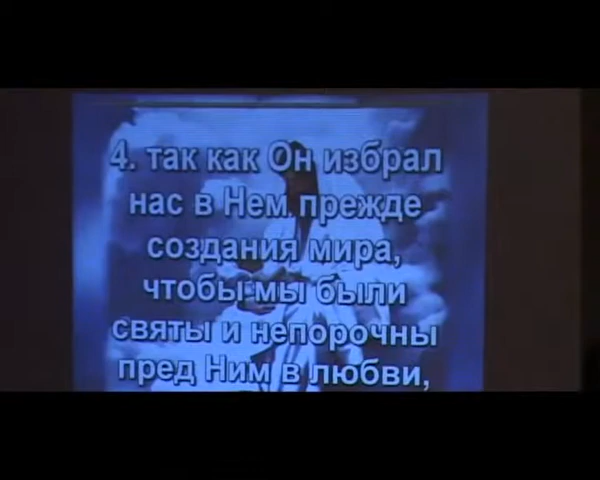 4. так как Он избрал
нас в Нем прежде
создания мира,
чтобы мы были
святы и непорочны
пред Ним в любви,